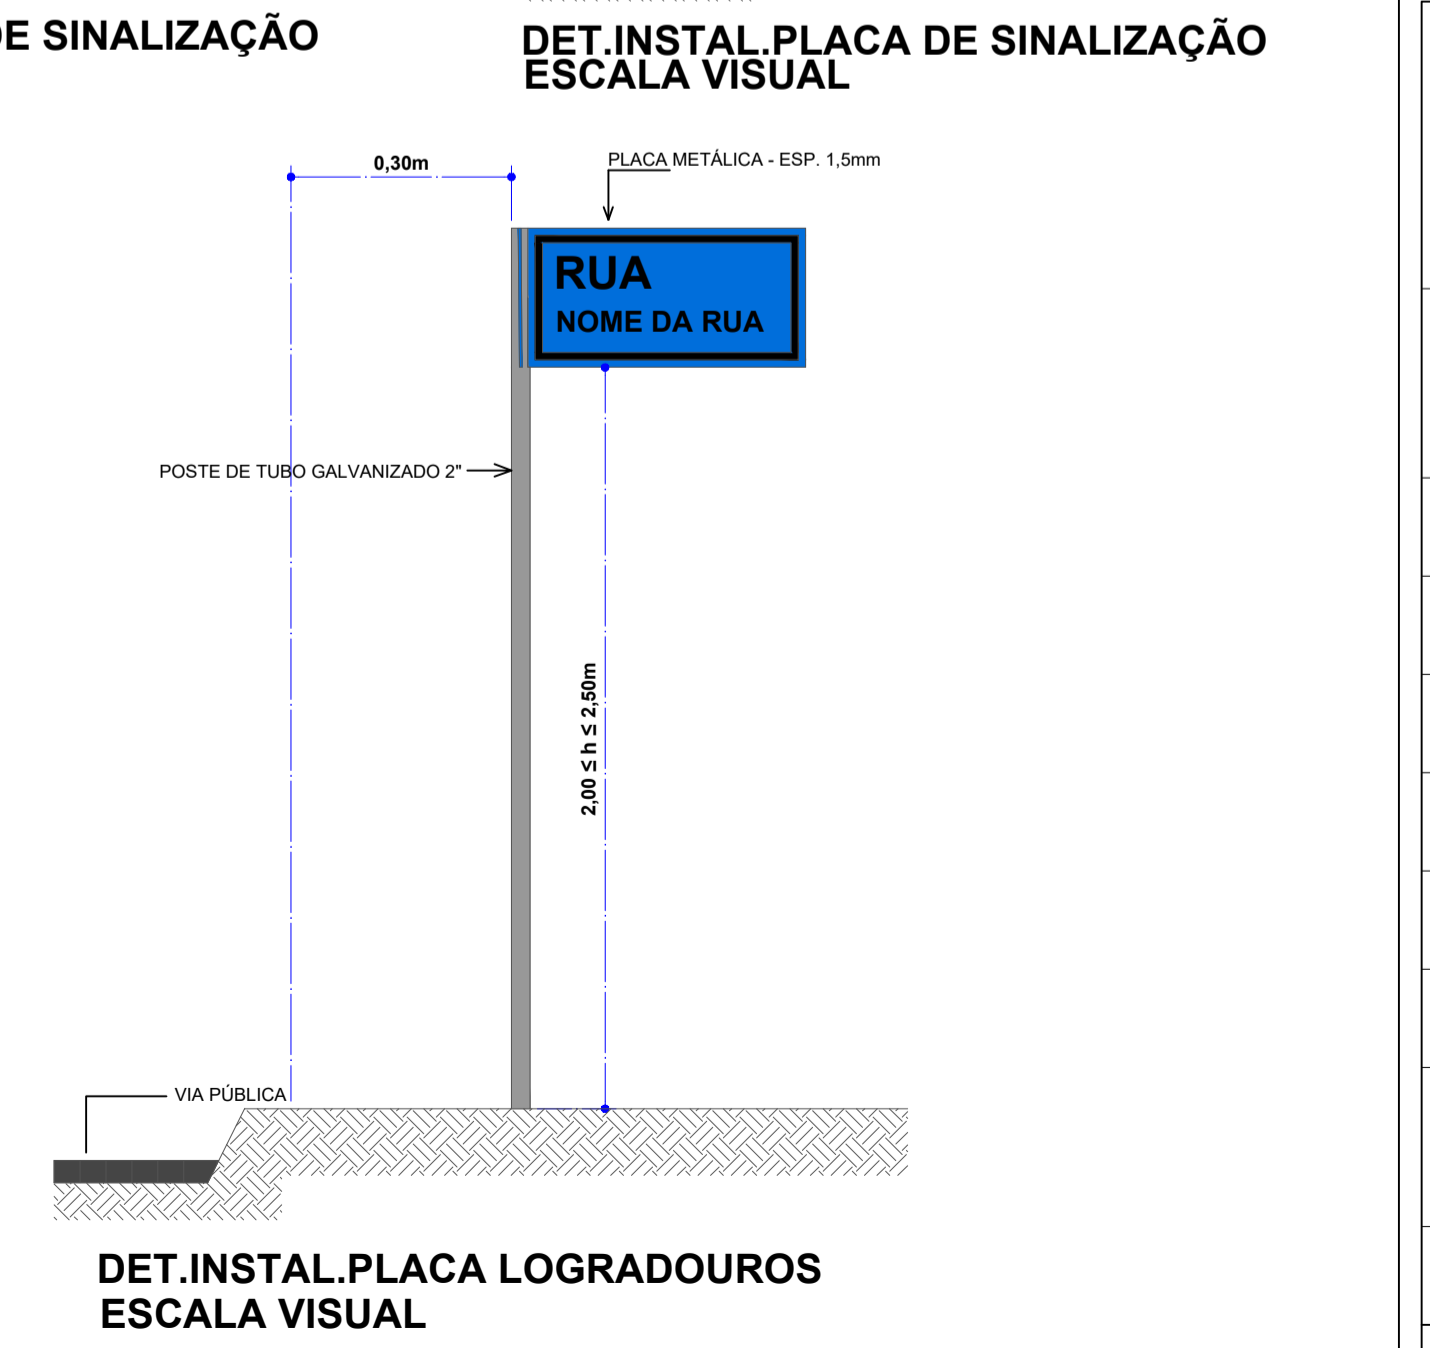 DE SINALIZAÇÃO
DET.INSTAL.PLACA DE SINALIZAÇÃO
ESCALA VISUAL
0,30m
PLACA METÁLICA - ESP. 1,5mm
RUA
NOME DA RUA
POSTE DE TUBO GALVANIZADO 2"
2,00 ≤ h ≤ 2,50m
VIA PÚBLICA
DET.INSTAL.PLACA LOGRADOUROS
ESCALA VISUAL